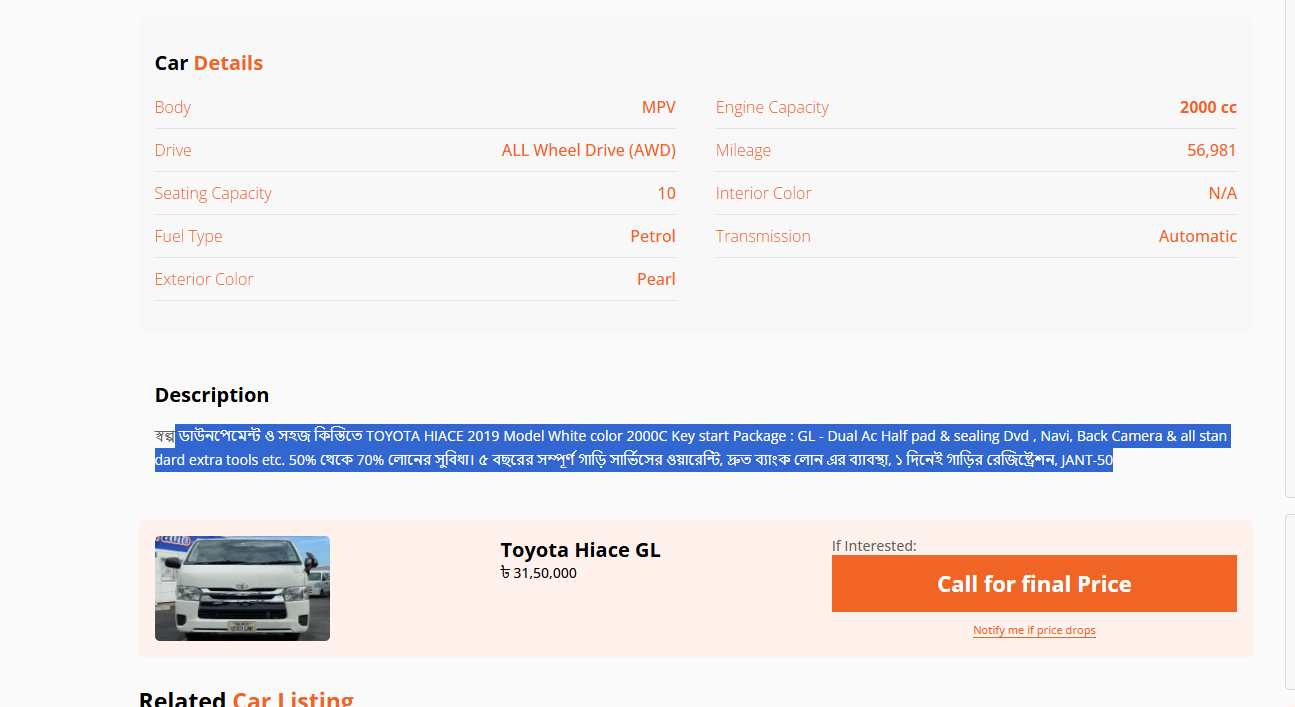 Car Details
Body MPV
Engine Capacity 2000 cc
Drive ALL Wheel Drive (AWD)
Mileage 56,981
Seating Capacity 10
Interior Color N/A
Fuel Type Petrol
Transmission Automatic
Exterior Color Pearl
Description
স্বল্প ডাউনপেমেন্ট ও সহজ কিস্তিতে TOYOTA HIACE 2019 Model White color 2000C Key start Package : GL - Dual Ac Half pad & sealing Dvd , Navi, Back Camera & all stan
dard extra tools etc. 50% থেকে 70% লোনের সুবিধা। ৫ বছরের সম্পূর্ণ গাড়ি সার্ভিসের ওয়ারেন্টি, দ্রুত ব্যাংক লোন এর ব্যাবস্থা, ১ দিনেই গাড়ির রেজিষ্ট্রেশন, JANT-50
Toyota Hiace GL
৳ 31,50,000
If Interested:
Call for final Price
Notify me if price drops
Related Car Listing